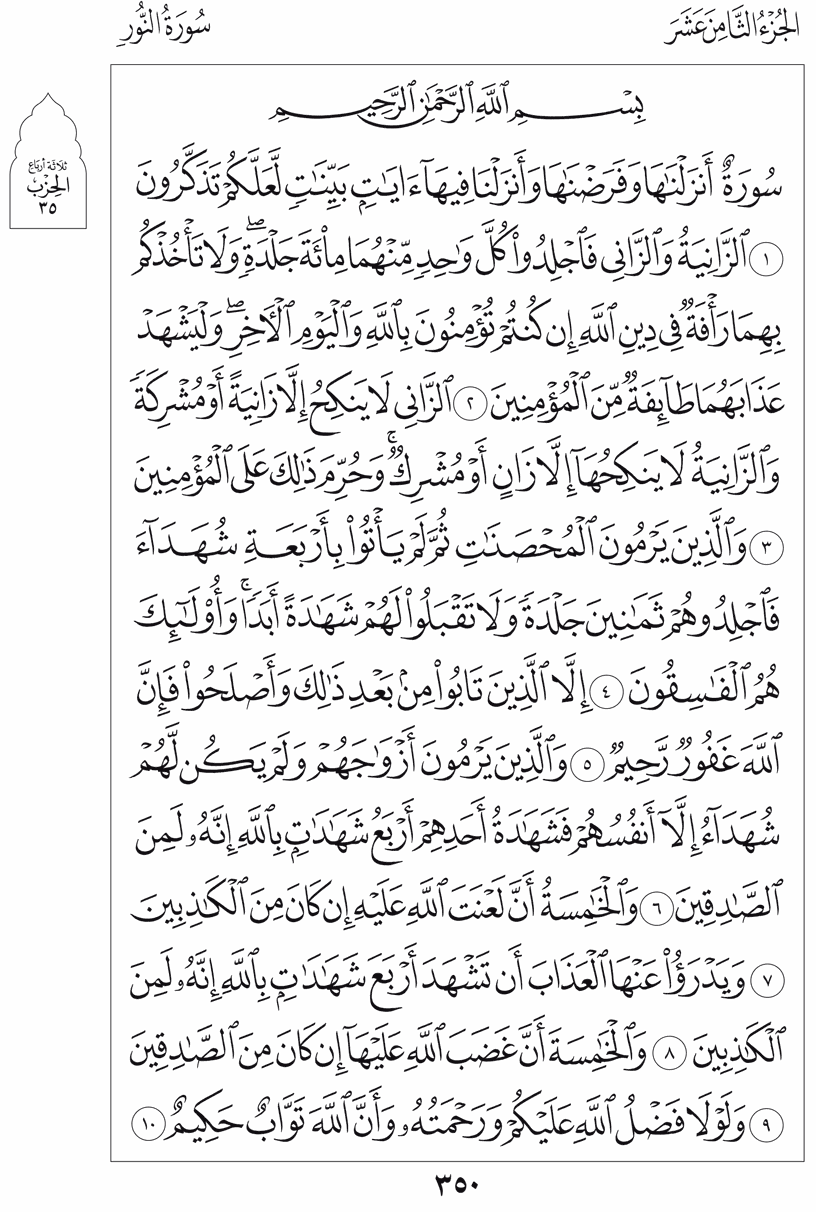 الجُزْءُ الثَّامِنَ عَشَرَ
سُورَةُ النُّورِ
ثلاثة أرباع
الحِزْب
٣٥
بِسْمِ ٱللَّهِ ٱلرَّحْمَٰنِ ٱلرَّحِيمِ
سُورَةٌ أَنزَلْنَٰهَا وَفَرَضْنَٰهَا وَأَنزَلْنَا فِيهَآ ءَايَٰتِۭ بَيِّنَٰتٖ لَّعَلَّكُمْ تَذَكَّرُونَ
١ ٱلزَّانِيَةُ وَٱلزَّانِي فَٱجْلِدُوا۟ كُلَّ وَٰحِدٖ مِّنْهُمَا مِا۟ئَةَ جَلْدَةٖۖ وَلَا تَأْخُذْكُم
بِهِمَا رَأْفَةٞ فِي دِينِ ٱللَّهِ إِن كُنتُمْ تُؤْمِنُونَ بِٱللَّهِ وَٱلْيَوْمِ ٱلْأٓخِرِۖ وَلْيَشْهَدْ
عَذَابَهُمَا طَآئِفَةٞ مِّنَ ٱلْمُؤْمِنِينَ ٢ ٱلزَّانِي لَا يَنكِحُ إِلَّا زَانِيَةً أَوْ مُشْرِكَةٗ
وَٱلزَّانِيَةُ لَا يَنكِحُهَآ إِلَّا زَانٍ أَوْ مُشْرِكٞۚ وَحُرِّمَ ذَٰلِكَ عَلَى ٱلْمُؤْمِنِينَ
٣ وَٱلَّذِينَ يَرْمُونَ ٱلْمُحْصَنَٰتِ ثُمَّ لَمْ يَأْتُوا۟ بِأَرْبَعَةِ شُهَدَآءَ
فَٱجْلِدُوهُمْ ثَمَٰنِينَ جَلْدَةٗ وَلَا تَقْبَلُوا۟ لَهُمْ شَهَٰدَةً أَبَدٗاۚ وَأُو۟لَٰٓئِكَ
هُمُ ٱلْفَٰسِقُونَ ٤ إِلَّا ٱلَّذِينَ تَابُوا۟ مِنۢ بَعْدِ ذَٰلِكَ وَأَصْلَحُوا۟ فَإِنَّ
ٱللَّهَ غَفُورٞ رَّحِيمٞ ٥ وَٱلَّذِينَ يَرْمُونَ أَزْوَٰجَهُمْ وَلَمْ يَكُن لَّهُمْ
شُهَدَآءُ إِلَّآ أَنفُسُهُمْ فَشَهَٰدَةُ أَحَدِهِمْ أَرْبَعُ شَهَٰدَٰتِۭ بِٱللَّهِ إِنَّهُۥ لَمِنَ
ٱلصَّٰدِقِينَ ٦ وَٱلْخَٰمِسَةُ أَنَّ لَعْنَتَ ٱللَّهِ عَلَيْهِ إِن كَانَ مِنَ ٱلْكَٰذِبِينَ
٧ وَيَدْرَؤُا۟ عَنْهَا ٱلْعَذَابَ أَن تَشْهَدَ أَرْبَعَ شَهَٰدَٰتِۭ بِٱللَّهِ إِنَّهُۥ لَمِنَ
ٱلْكَٰذِبِينَ ٨ وَٱلْخَٰمِسَةَ أَنَّ غَضَبَ ٱللَّهِ عَلَيْهَآ إِن كَانَ مِنَ ٱلصَّٰدِقِينَ
٩ وَلَوْلَا فَضْلُ ٱللَّهِ عَلَيْكُمْ وَرَحْمَتُهُۥ وَأَنَّ ٱللَّهَ تَوَّابٌ حَكِيمٌ ١٠
٣٥٠